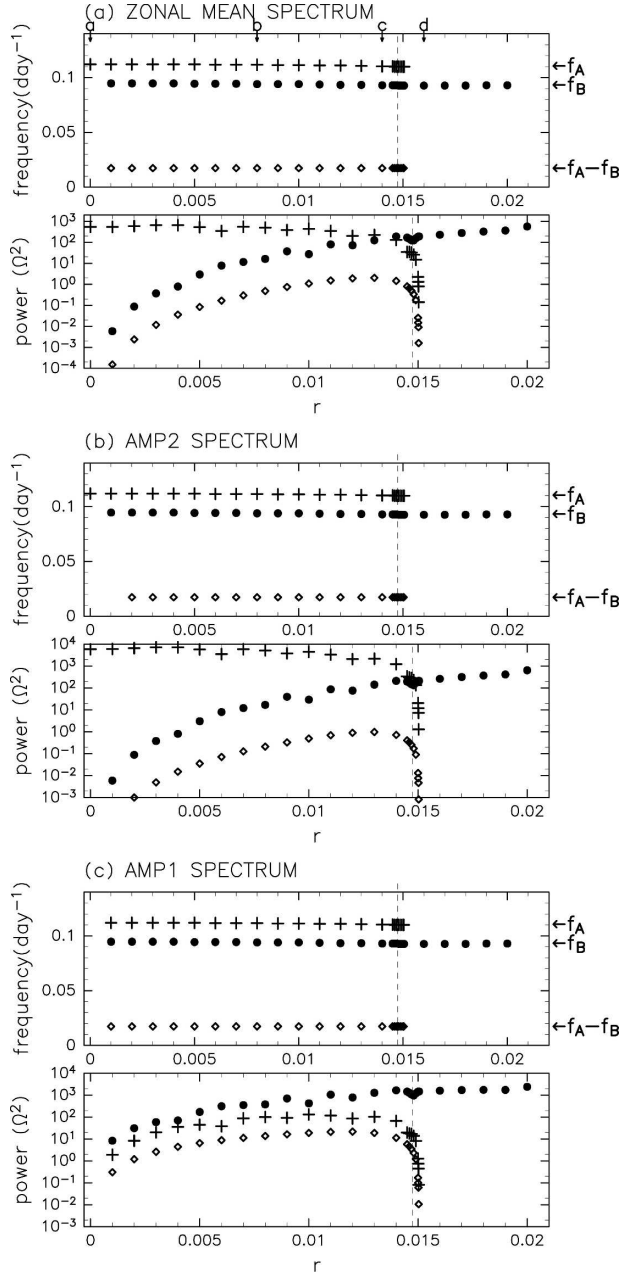 (a) ZONAL MEAN SPECTRUM
a b c d
frequency(day⁻¹)
0.1
0.05
0
←f_A
←f_B
←f_A−f_B
0 0.005 0.01 0.015 0.02
power (Ω²)
10³
10²
10¹
10⁰
10⁻¹
10⁻²
10⁻³
10⁻⁴
0 0.005 0.01 0.015 0.02
r
(b) AMP2 SPECTRUM
frequency(day⁻¹)
0.1
0.05
0
←f_A
←f_B
←f_A−f_B
0 0.005 0.01 0.015 0.02
power (Ω²)
10⁴
10³
10²
10¹
10⁰
10⁻¹
10⁻²
10⁻³
0 0.005 0.01 0.015 0.02
r
(c) AMP1 SPECTRUM
frequency(day⁻¹)
0.1
0.05
0
←f_A
←f_B
←f_A−f_B
0 0.005 0.01 0.015 0.02
power (Ω²)
10⁴
10³
10²
10¹
10⁰
10⁻¹
10⁻²
10⁻³
0 0.005 0.01 0.015 0.02
r